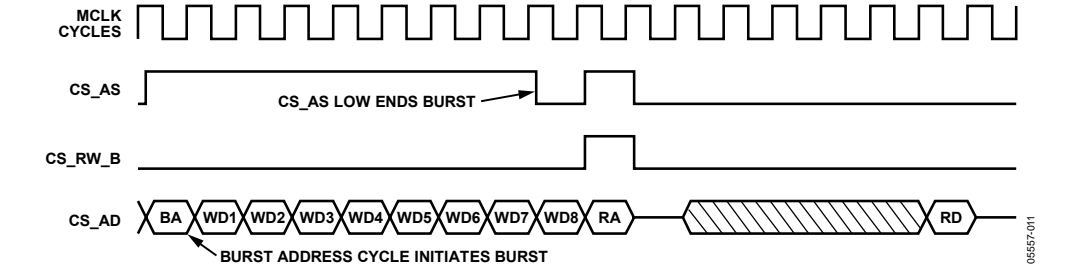 MCLK
CYCLES
CS_AS
CS_AS LOW ENDS BURST
CS_RW_B
CS_AD
BA WD1 WD2 WD3 WD4 WD5 WD6 WD7 WD8 RA RD
BURST ADDRESS CYCLE INITIATES BURST
05557-011